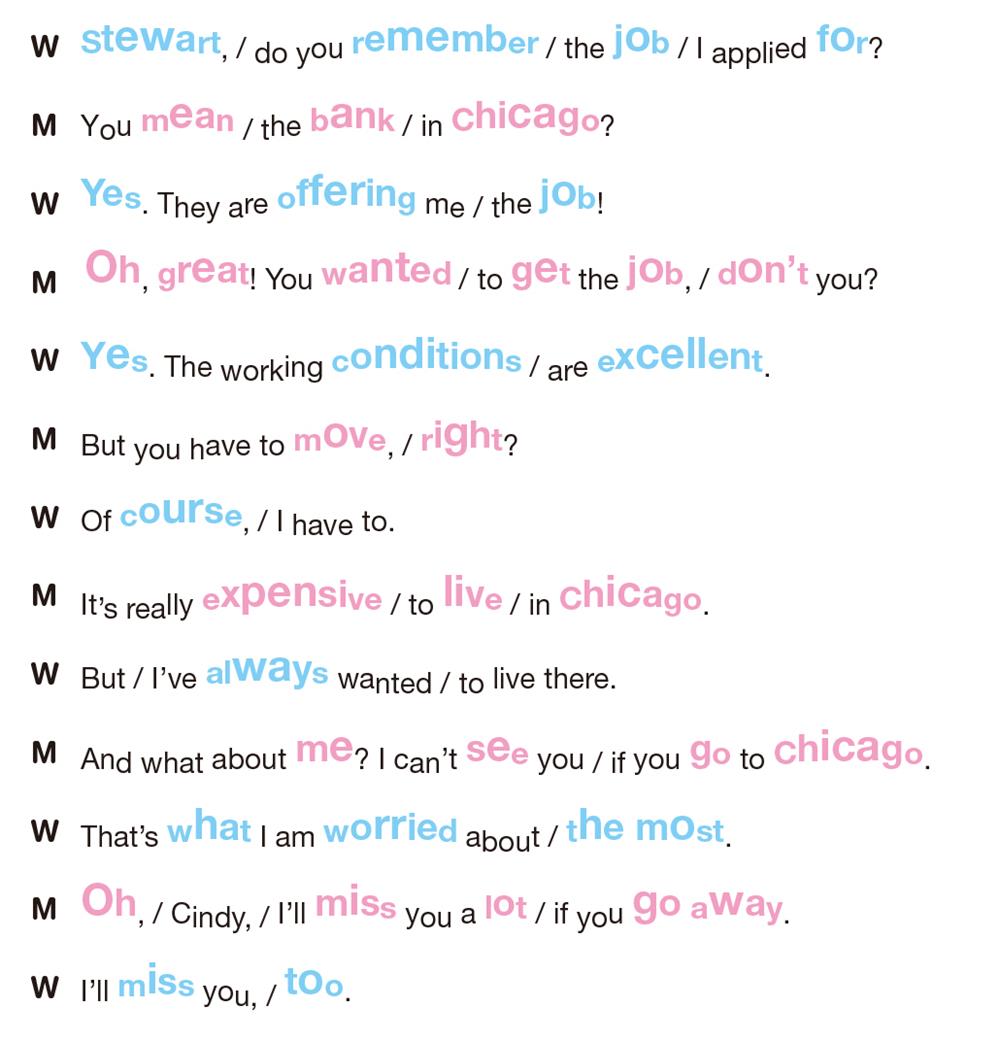 W stewart, / do you remember / the job / I applied for?
M You mean / the bank / in chicago?
W Yes. They are offering me / the job!
M Oh, great! You wanted / to get the job, / don't you?
W Yes. The working conditions / are excellent.
M But you have to move, / right?
W Of course, / I have to.
M It's really expensive / to live / in chicago.
W But / I've always wanted / to live there.
M And what about me? I can't see you / if you go to chicago.
W That's what I am worried about / the most.
M Oh, / Cindy, / I'll miss you a lot / if you go away.
W I'll miss you, / too.